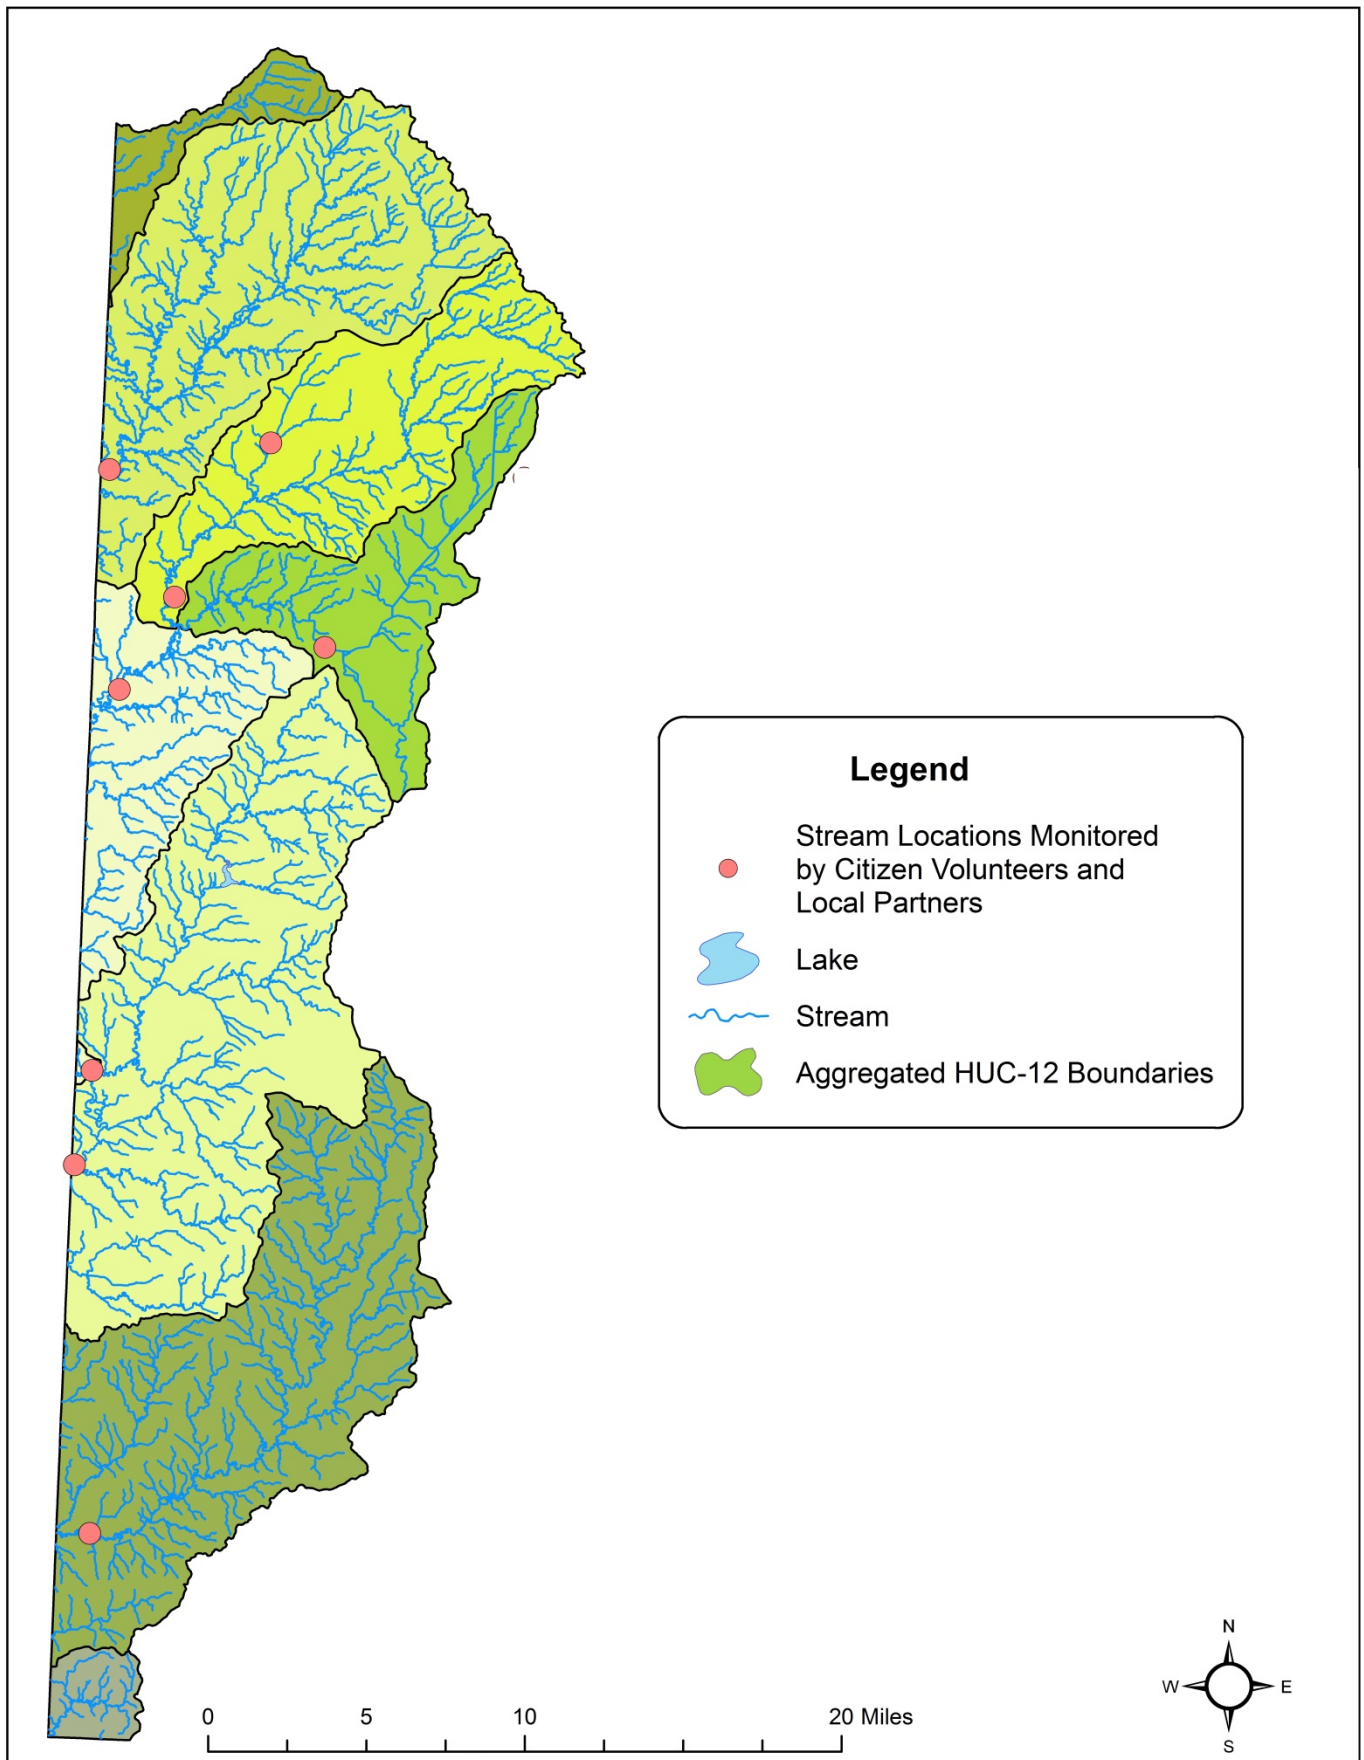 Legend
Stream Locations Monitored
by Citizen Volunteers and
Local Partners
Lake
Stream
Aggregated HUC-12 Boundaries
N
W E
S
0 5 10 20 Miles